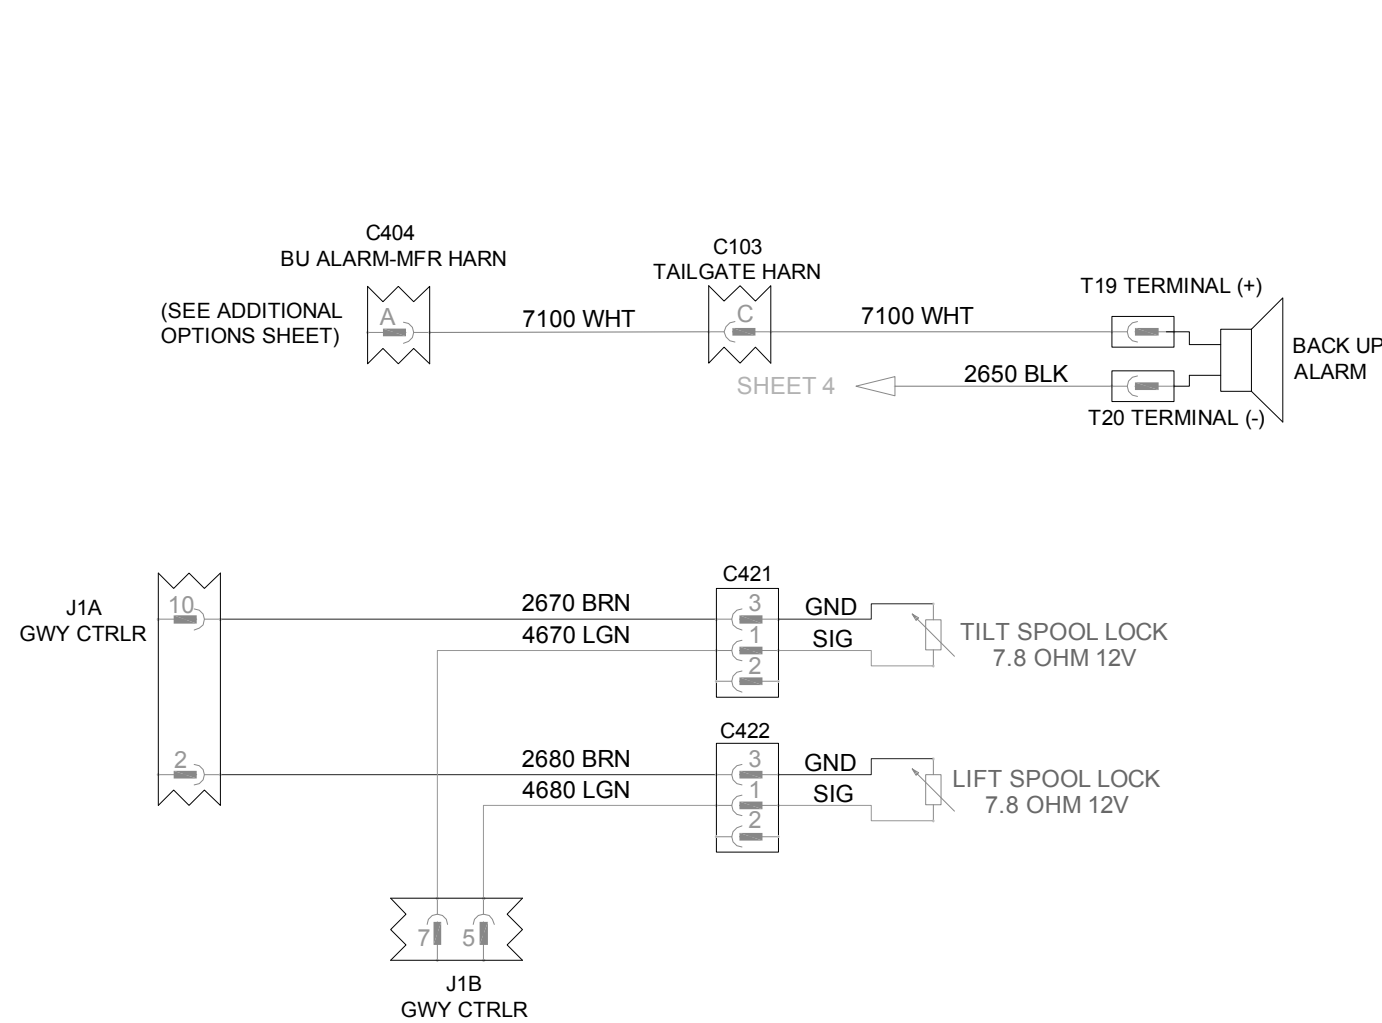 C404
BU ALARM-MFR HARN
C103
TAILGATE HARN
T19 TERMINAL (+)
(SEE ADDITIONAL
OPTIONS SHEET)
A
7100 WHT
C
7100 WHT
BACK UP
ALARM
SHEET 4
2650 BLK
T20 TERMINAL (-)
C421
J1A
GWY CTRLR
10
2670 BRN
3
GND
4670 LGN
1
SIG
2
TILT SPOOL LOCK
7.8 OHM 12V
C422
2
2680 BRN
3
GND
4680 LGN
1
SIG
2
LIFT SPOOL LOCK
7.8 OHM 12V
7
5
J1B
GWY CTRLR